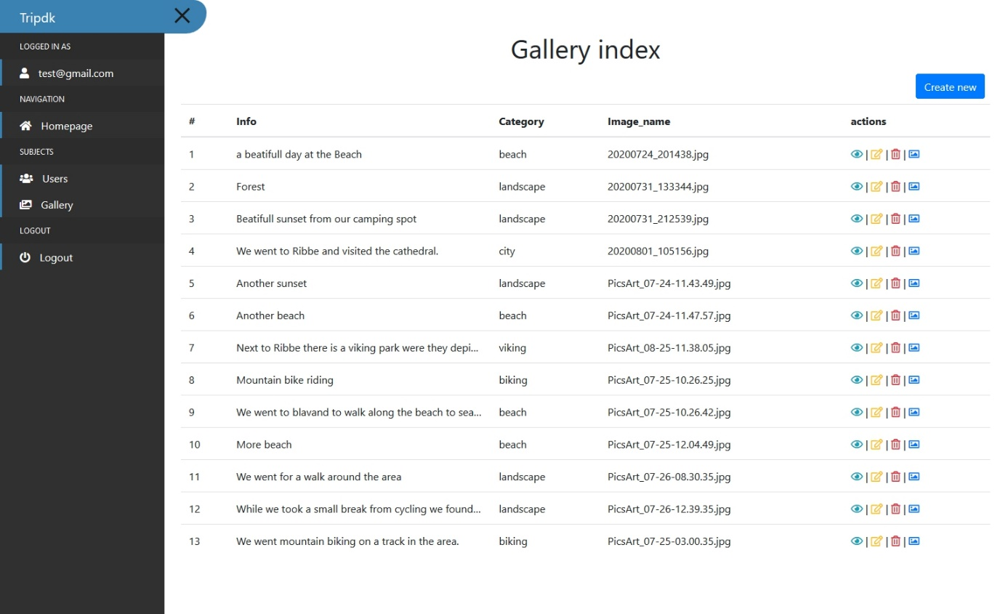 Tripdk
LOGGED IN AS
test@gmail.com
NAVIGATION
Homepage
SUBJECTS
Users
Gallery
LOGOUT
Logout
Gallery index
Create new
# Info Category Image_name actions
1 a beatifull day at the Beach beach 20200724_201438.jpg | | |
2 Forest landscape 20200731_133344.jpg | | |
3 Beatifull sunset from our camping spot landscape 20200731_212539.jpg | | |
4 We went to Ribbe and visited the cathedral. city 20200801_105156.jpg | | |
5 Another sunset landscape PicsArt_07-24-11.43.49.jpg | | |
6 Another beach beach PicsArt_07-24-11.47.57.jpg | | |
7 Next to Ribbe there is a viking park were they depi... viking PicsArt_08-25-11.38.05.jpg | | |
8 Mountain bike riding biking PicsArt_07-25-10.26.25.jpg | | |
9 We went to blavand to walk along the beach to sea... beach PicsArt_07-25-10.26.42.jpg | | |
10 More beach beach PicsArt_07-25-12.04.49.jpg | | |
11 We went for a walk around the area landscape PicsArt_07-26-08.30.35.jpg | | |
12 While we took a small break from cycling we found... landscape PicsArt_07-26-12.39.35.jpg | | |
13 We went mountain biking on a track in the area. biking PicsArt_07-25-03.00.35.jpg | | |